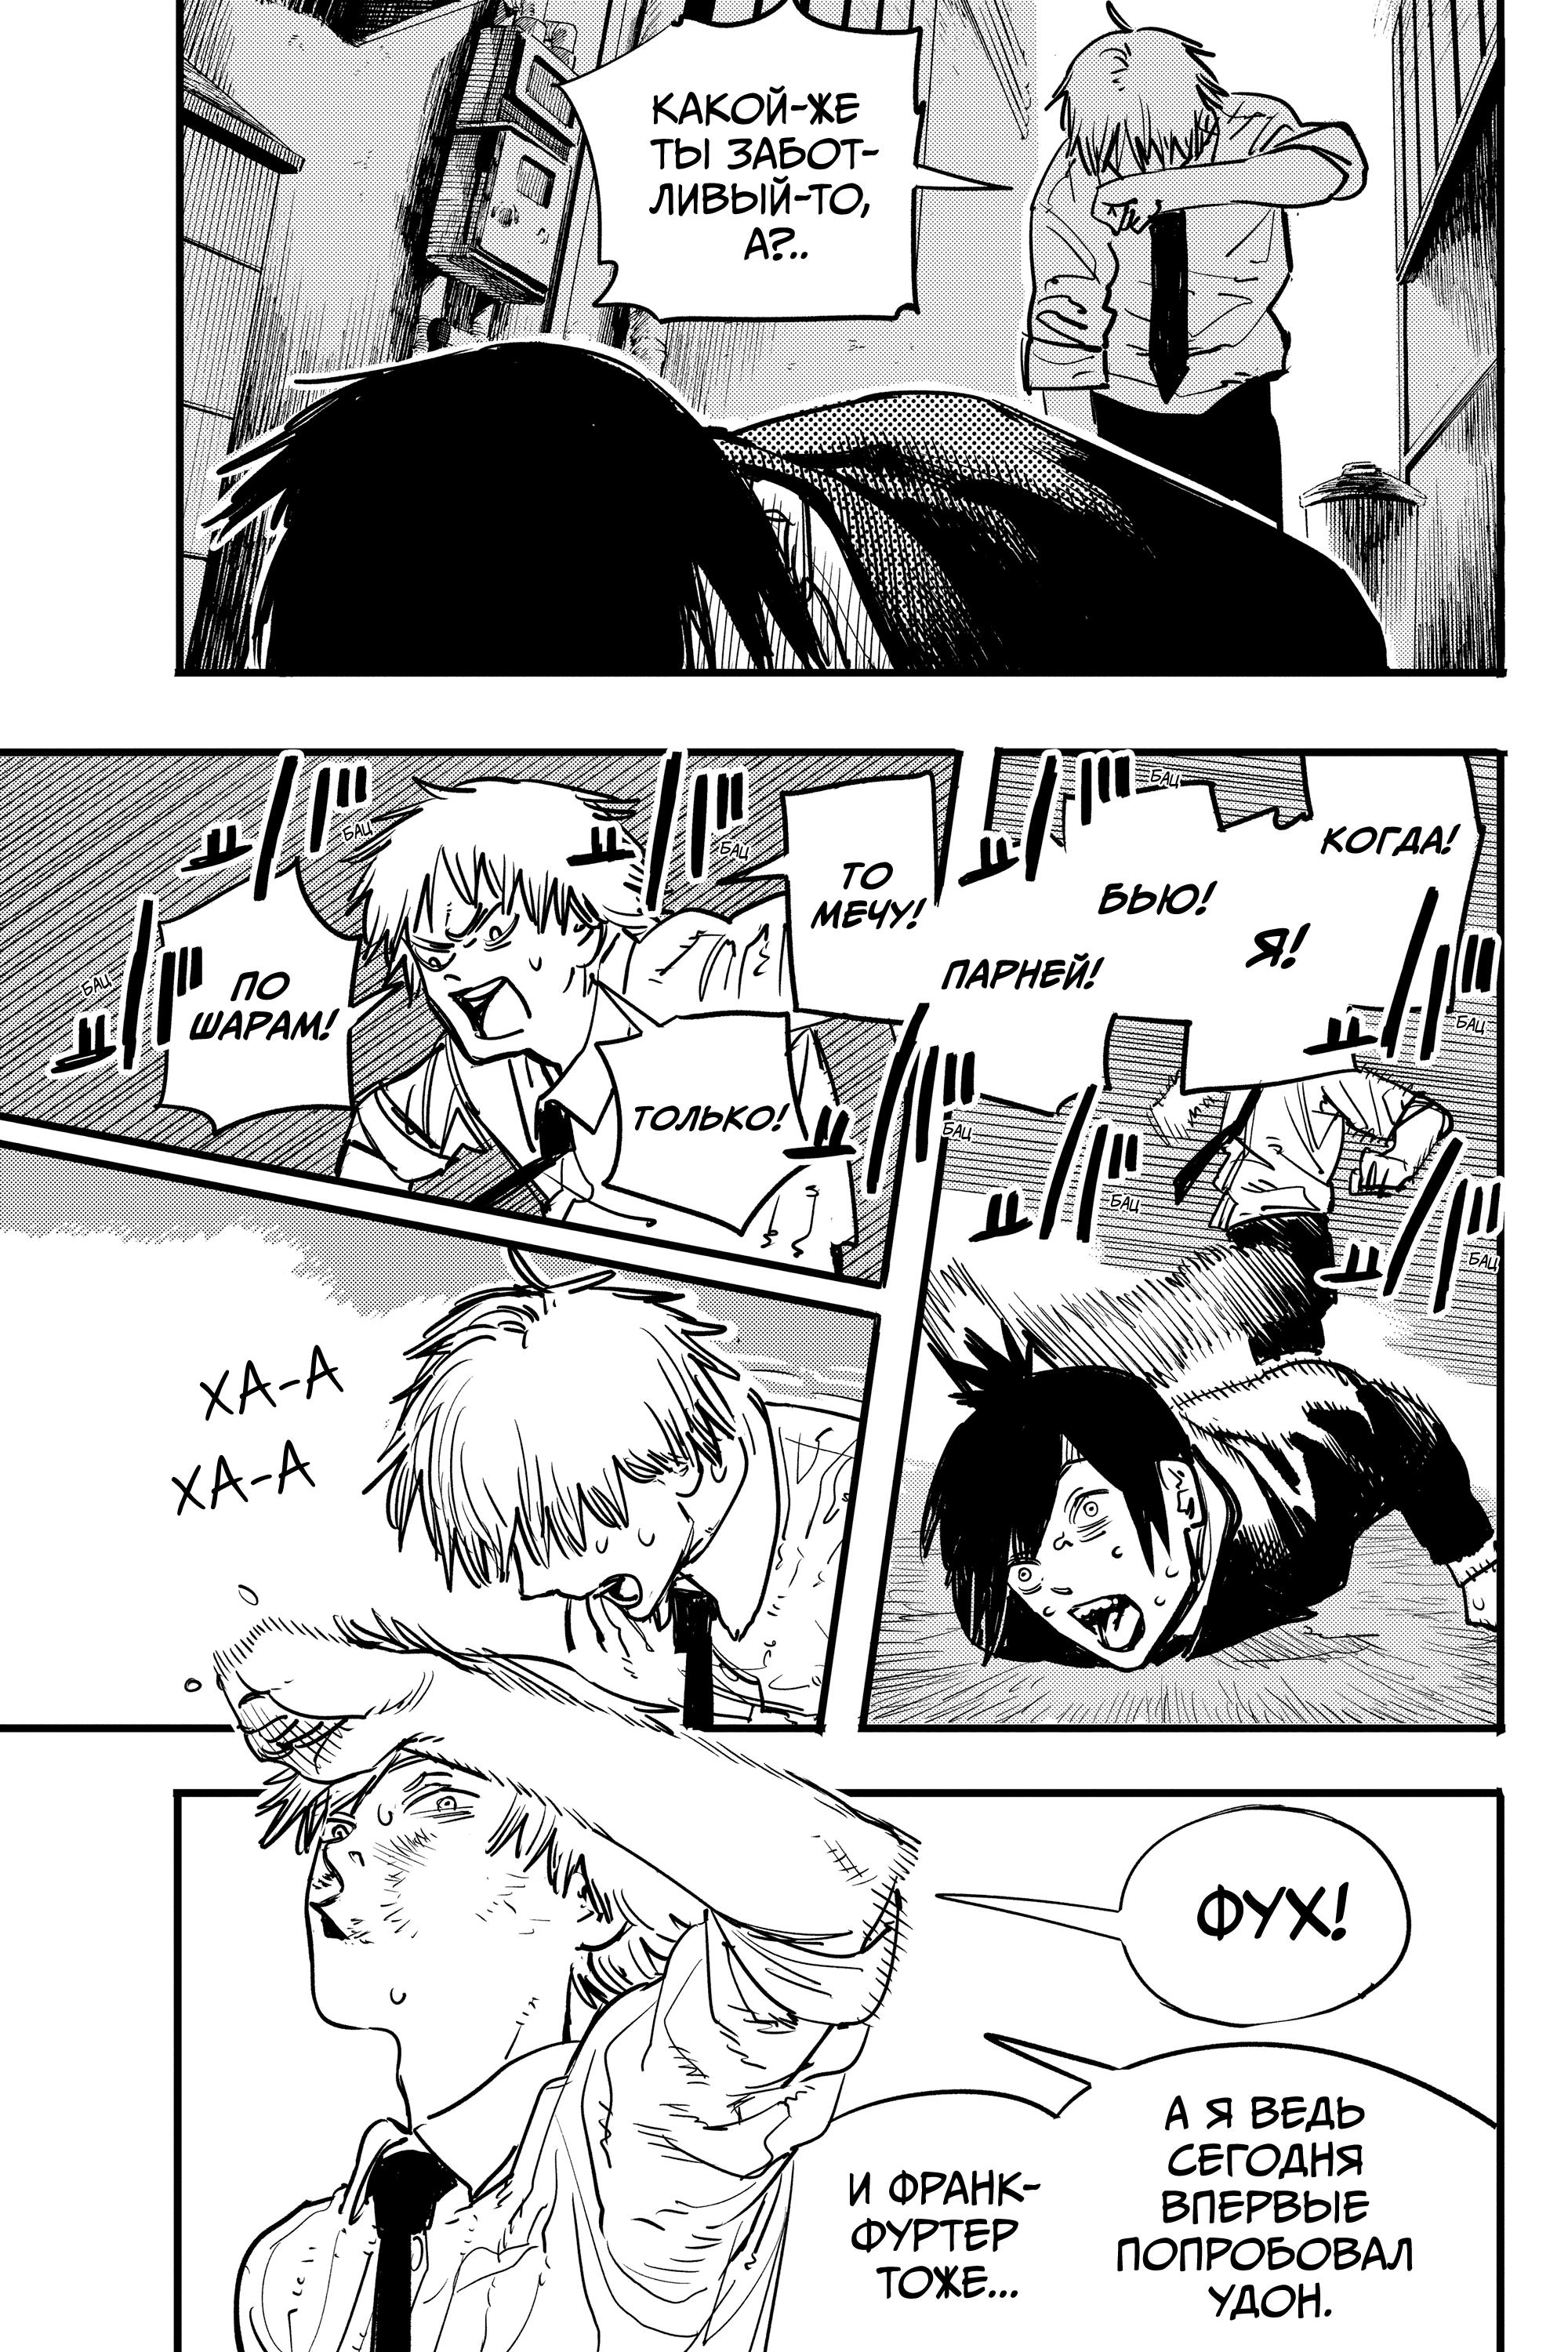 КАКОЙ-ЖЕ
ТЫ ЗАБОТ-
ЛИВЫЙ-ТО,
А?..
КОГДА!
Я!
БЬЮ!
ПАРНЕЙ!
БАЦ
БАЦ
БАЦ
БАЦ
БАЦ
ТО
МЕЧУ!
ТОЛЬКО!
ПО
ШАРАМ!
БАЦ
БАЦ
БАЦ
ХА-А
ХА-А
ФУХ!
А Я ВЕДЬ
СЕГОДНЯ
ВПЕРВЫЕ
ПОПРОБОВАЛ
УДОН.
И ФРАНК-
ФУРТЕР
ТОЖЕ...